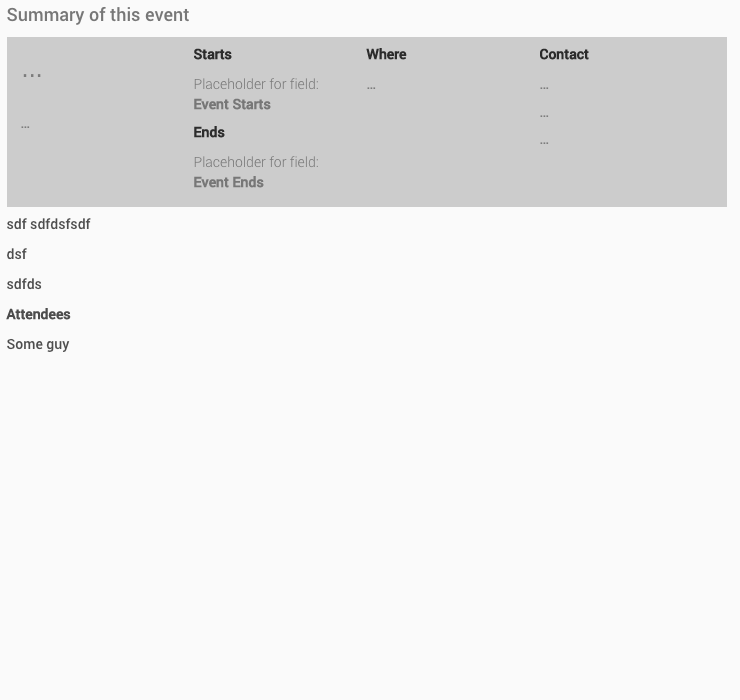 Summary of this event
...
...
Starts
Placeholder for field:
Event Starts
Ends
Placeholder for field:
Event Ends
Where
...
Contact
...
...
...
sdf sdfdsfsdf
dsf
sdfds
Attendees
Some guy